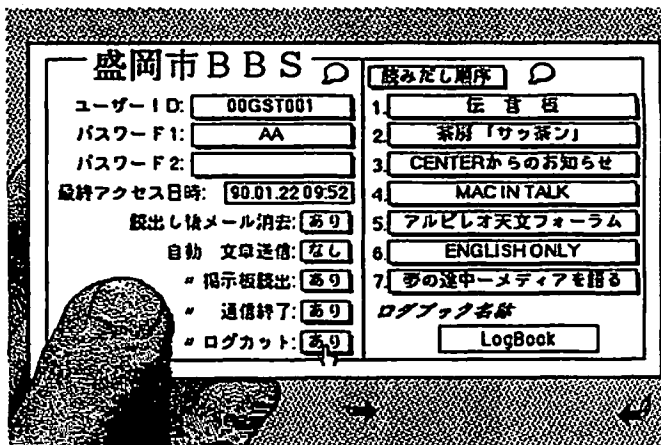 盛岡市BBS
ユーザーID: 00GST001
パスワード1: AA
パスワード2:
最終アクセス日時: 90.01.22 09:52
読出し後メール消去: あり
自動 文章送信: なし
〃 掲示板読出: あり
〃 通信終了: あり
〃 ログカット: あり
読みだし順序
1. 伝言板
2. 茶房「サッ茶ン」
3. CENTERからのお知らせ
4. MAC IN TALK
5. アルビレオ天文フォーラム
6. ENGLISH ONLY
7. 夢の途中ーメディアを語る
ログブック名称
LogBook